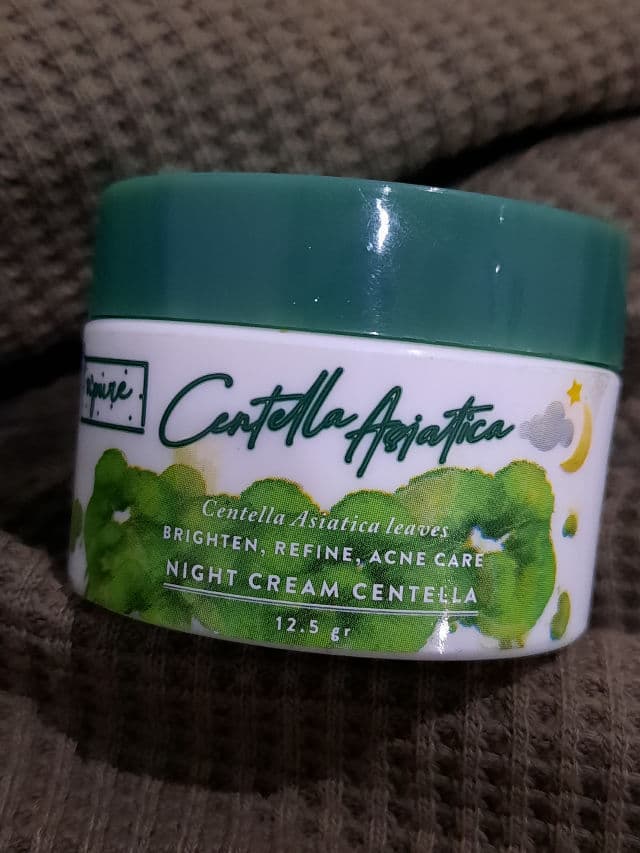 Centella Asiatica
Centella Asiatica leaves
BRIGHTEN, REFINE, ACNE CARE
NIGHT CREAM CENTELLA
12.5 gr